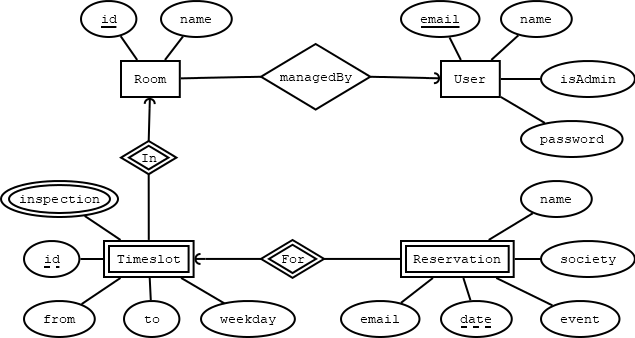 id
name
email
name
Room
managedBy
User
isAdmin
password
In
inspection
name
id
Timeslot
For
Reservation
society
from
to
weekday
email
date
event